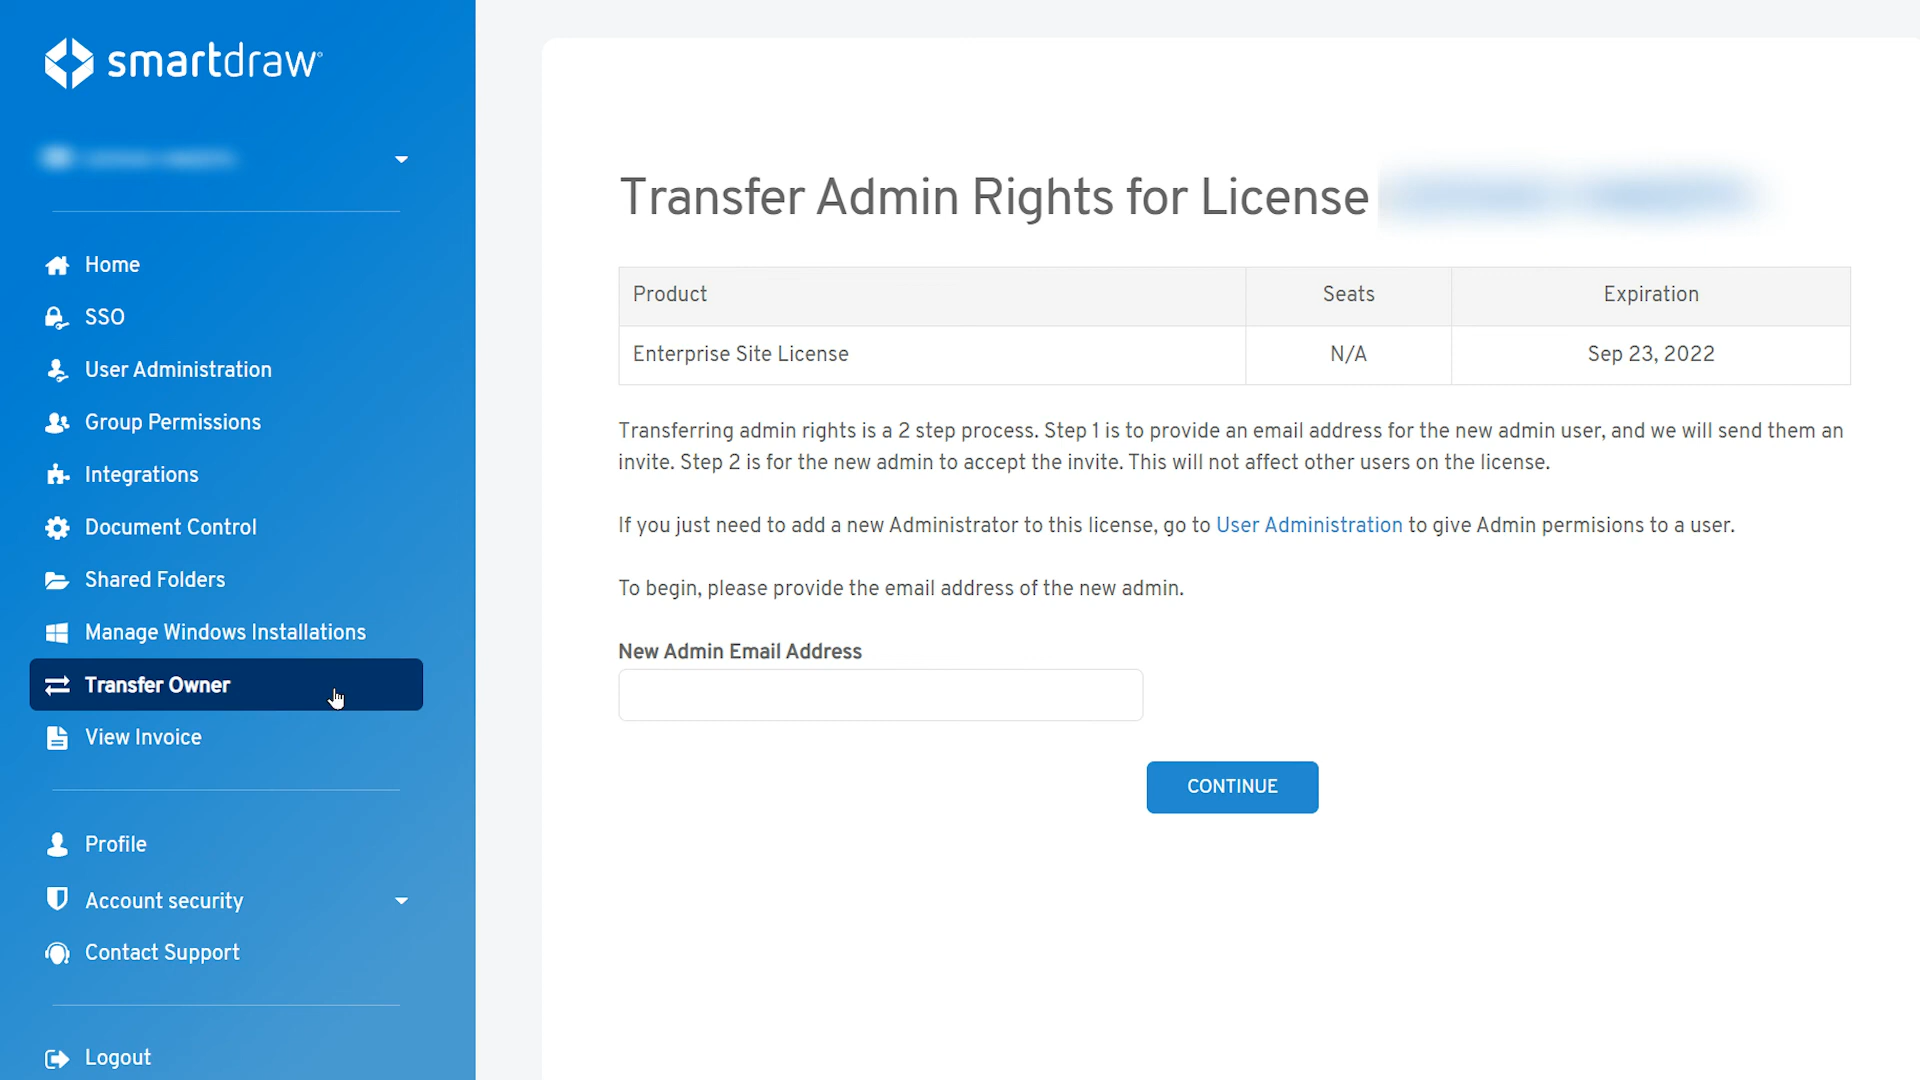 smartdraw
Home
SSO
User Administration
Group Permissions
Integrations
Document Control
Shared Folders
Manage Windows Installations
Transfer Owner
View Invoice
Profile
Account security
Contact Support
Logout
Transfer Admin Rights for License
Product Seats Expiration
Enterprise Site License N/A Sep 23, 2022
Transferring admin rights is a 2 step process. Step 1 is to provide an email address for the new admin user, and we will send them an
invite. Step 2 is for the new admin to accept the invite. This will not affect other users on the license.
If you just need to add a new Administrator to this license, go to User Administration to give Admin permisions to a user.
To begin, please provide the email address of the new admin.
New Admin Email Address
CONTINUE